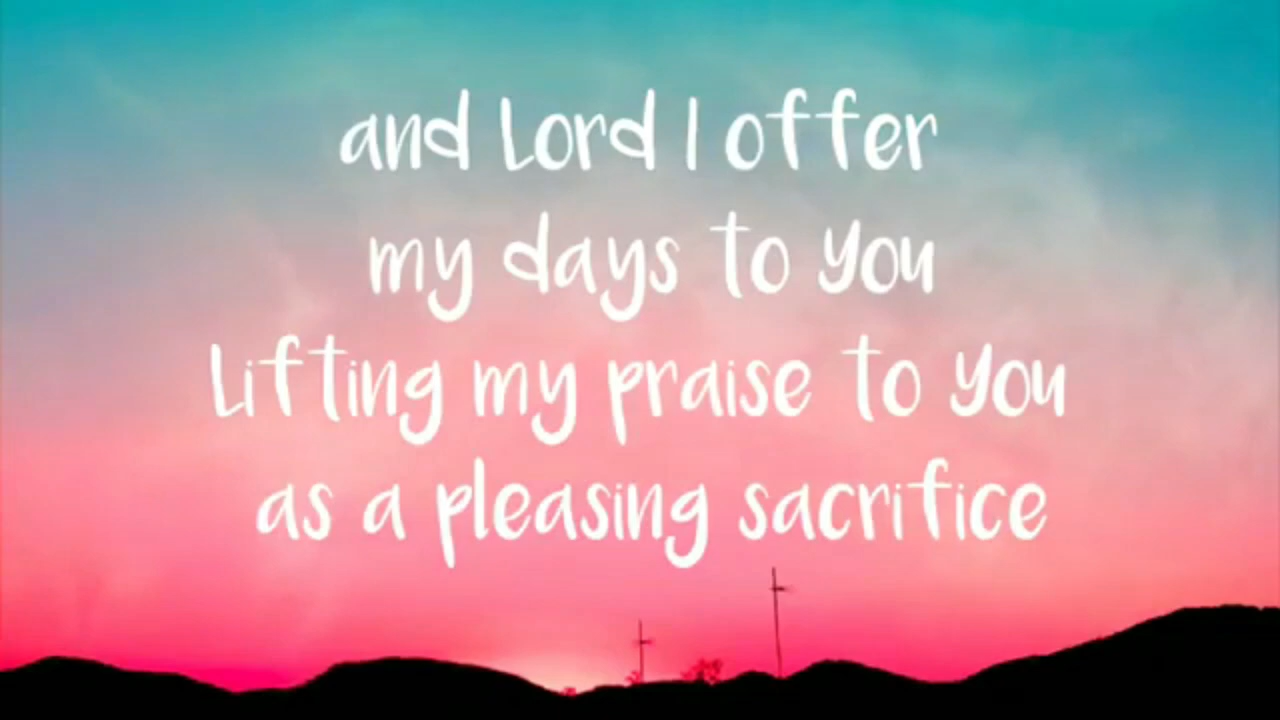 and Lord I offer
my days to You
Lifting my praise to You
as a pleasing sacrifice